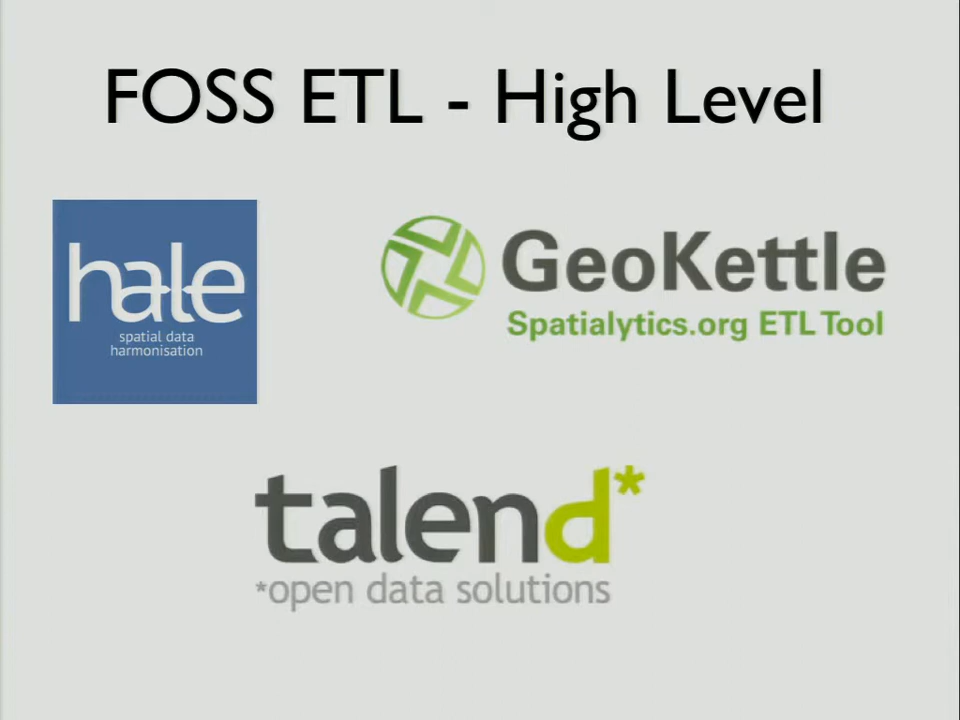 FOSS ETL - High Level
hale
spatial data
harmonisation
GeoKettle
Spatialytics.org ETL Tool
talend*
*open data solutions